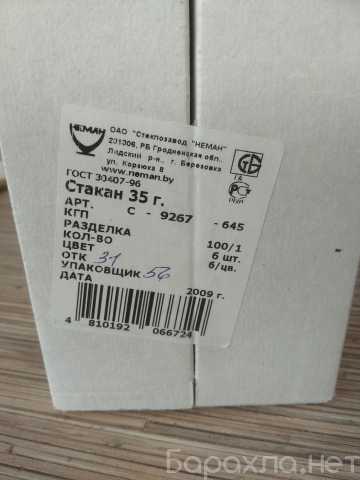 НЕМАН
ОАО "Стеклозавод "НЕМАН"
231306, РБ Гродненская обл.,
Лидский р-н., г. Березовка
ул. Корзюка 8
www.neman.by
ГОСТ 30407-96
Стакан 35 г.
АРТ. С - 9267 - 645
КГП
РАЗДЕЛКА 100/1
КОЛ-ВО 6 шт.
ЦВЕТ б/цв.
ОТК 31
УПАКОВЩИК 56
ДАТА 2009 г.
4 810192 066724
Барахла.нет